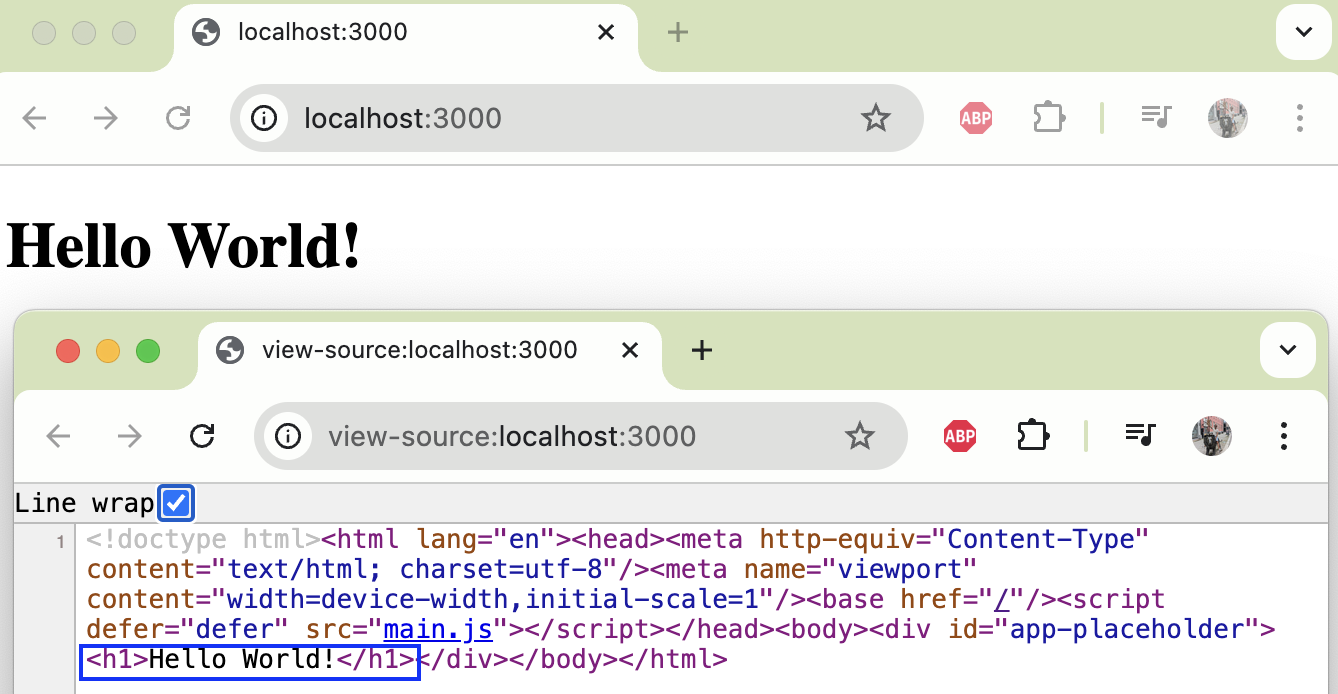 localhost:3000
localhost:3000
ABP
Hello World!
view-source:localhost:3000
view-source:localhost:3000
ABP
Line wrap
1
<!doctype html><html lang="en"><head><meta http-equiv="Content-Type"
content="text/html; charset=utf-8"/><meta name="viewport"
content="width=device-width,initial-scale=1"/><base href="/"/><script
defer="defer" src="main.js"></script></head><body><div id="app-placeholder">
<h1>Hello World!</h1></div></body></html>